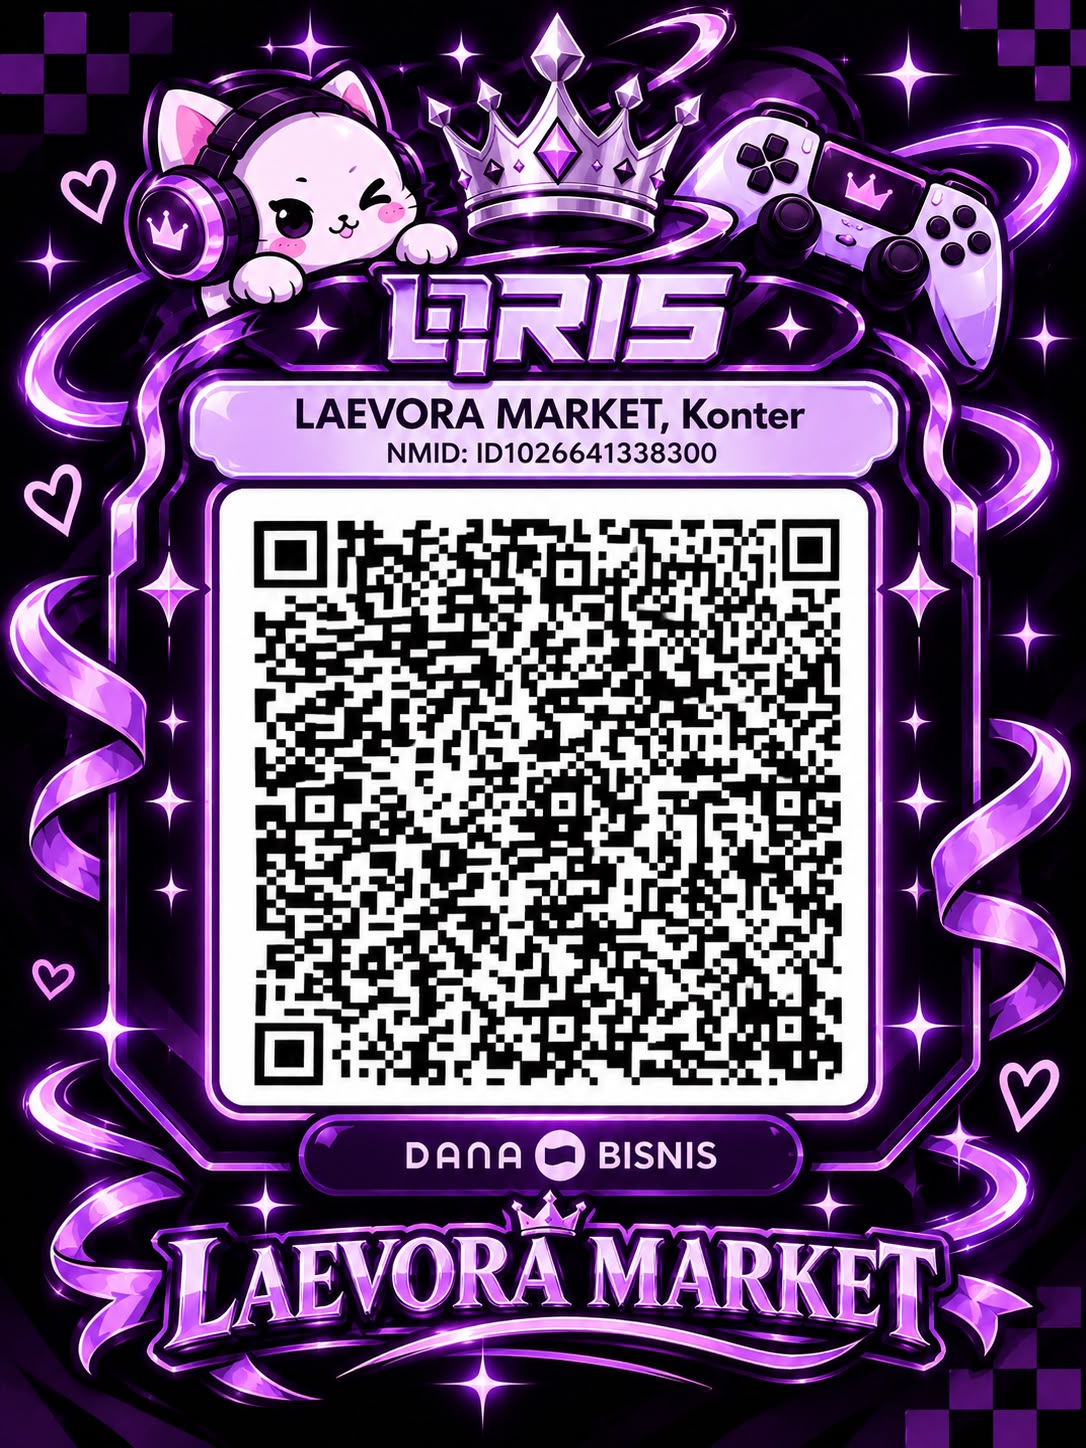 QRIS
LAEVORA MARKET, Konter
NMID: ID1026641338300
DANA BISNIS
LAEVORA MARKET